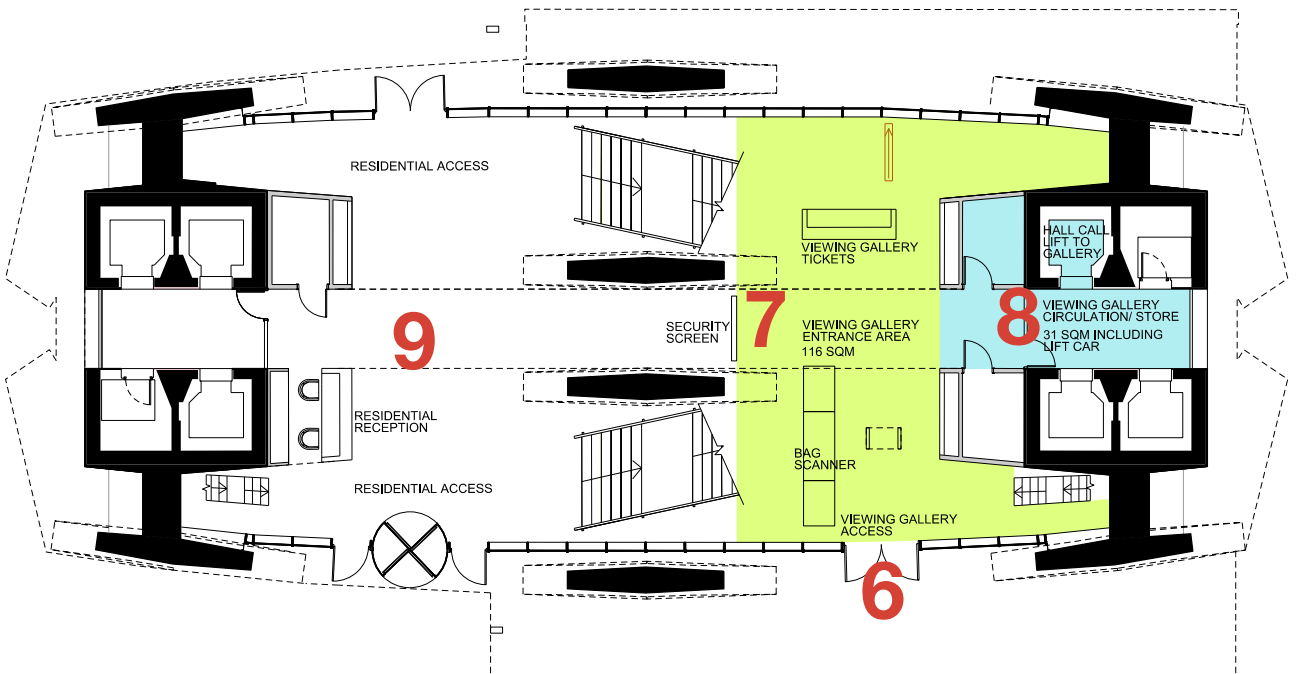 RESIDENTIAL ACCESS
VIEWING GALLERY
TICKETS
HALL CALL
LIFT TO
GALLERY
9
SECURITY
SCREEN
7
VIEWING GALLERY
ENTRANCE AREA
116 SQM
8
VIEWING GALLERY
CIRCULATION/ STORE
31 SQM INCLUDING
LIFT CAR
RESIDENTIAL
RECEPTION
BAG
SCANNER
RESIDENTIAL ACCESS
VIEWING GALLERY
ACCESS
6